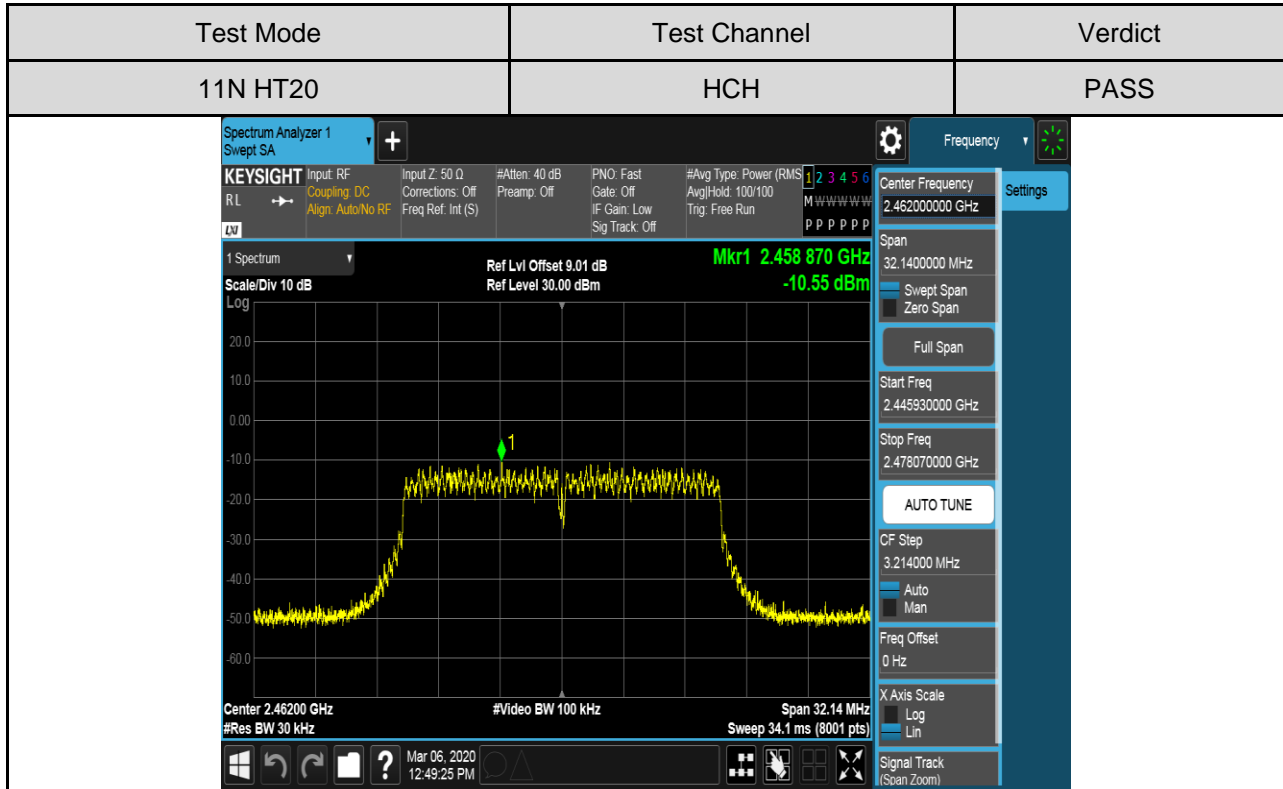 Test Mode Test Channel Verdict
11N HT20 HCH PASS
Spectrum Analyzer 1
Swept SA
+
Frequency
KEYSIGHT Input: RF Input Z: 50 Ω #Atten: 40 dB PNO: Fast #Avg Type: Power (RMS 1 2 3 4 5 6
RL Coupling: DC Corrections: Off Preamp: Off Gate: Off Avg|Hold: 100/100 M W W W W W
Align: Auto/No RF Freq Ref: Int (S) IF Gain: Low Trig: Free Run
LXI Sig Track: Off P P P P P P
Center Frequency
2.462000000 GHz
Settings
1 Spectrum
Ref Lvl Offset 9.01 dB
Mkr1 2.458 870 GHz
Scale/Div 10 dB
Ref Level 30.00 dBm
-10.55 dBm
Log
20.0
10.0
0.00
-10.0
-20.0
-30.0
-40.0
-50.0
-60.0
1
Center 2.46200 GHz #Video BW 100 kHz Span 32.14 MHz
#Res BW 30 kHz Sweep 34.1 ms (8001 pts)
Span
32.1400000 MHz
Swept Span
Zero Span
Full Span
Start Freq
2.445930000 GHz
Stop Freq
2.478070000 GHz
AUTO TUNE
CF Step
3.214000 MHz
Auto
Man
Freq Offset
0 Hz
X Axis Scale
Log
Lin
Signal Track
(Span Zoom)
?
Mar 06, 2020
12:49:25 PM